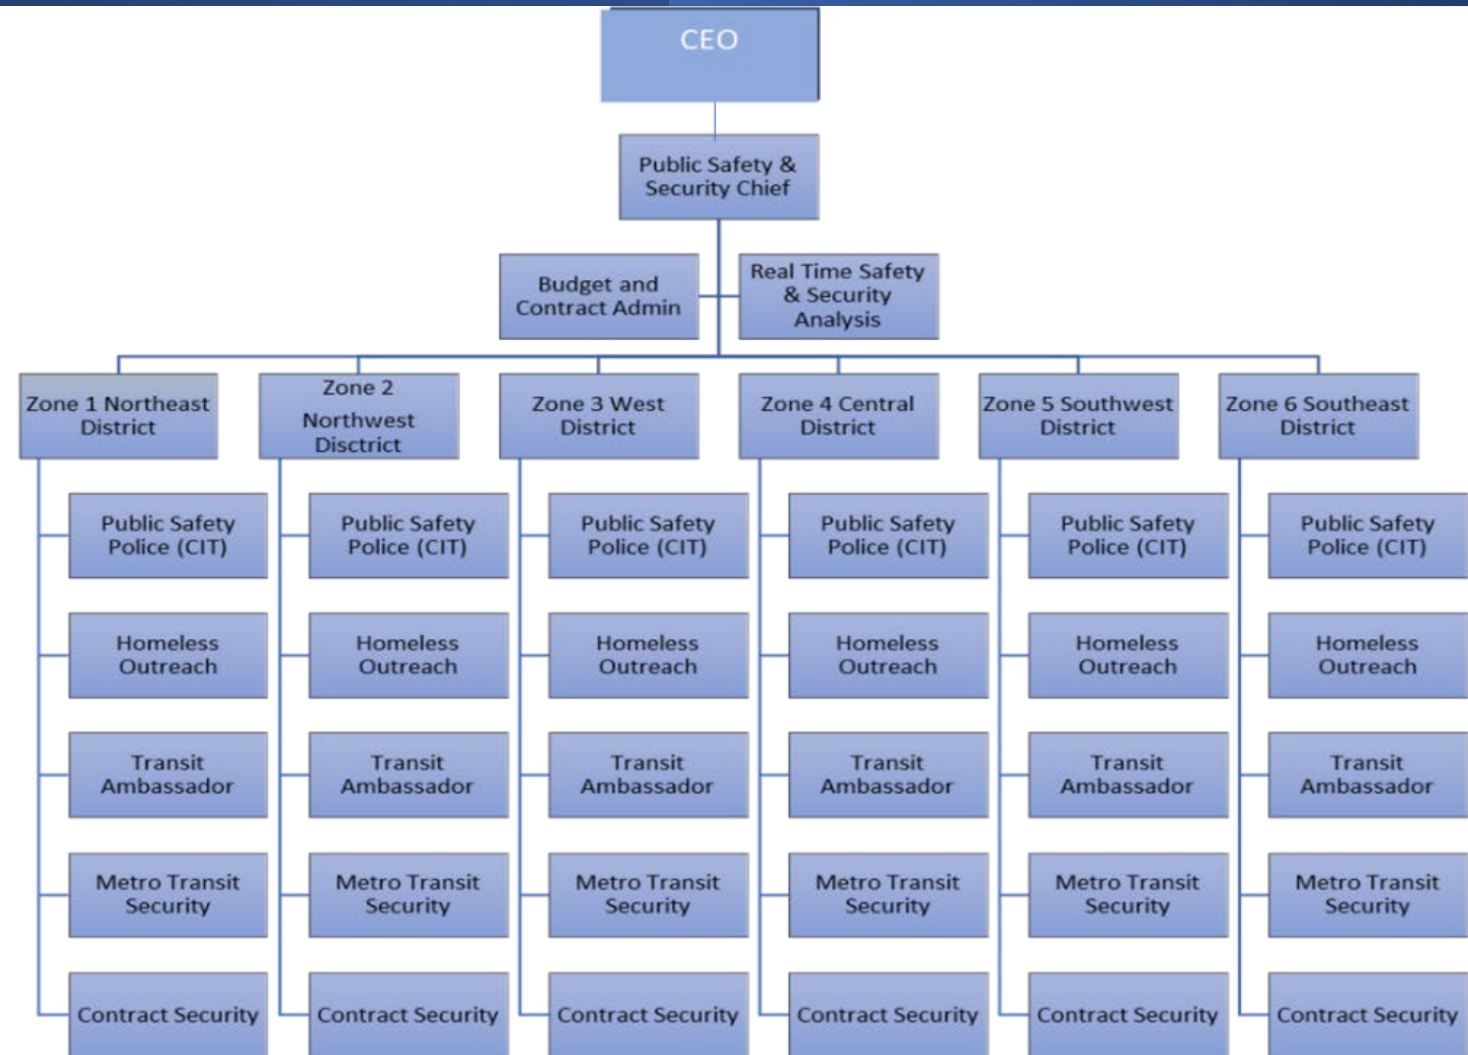 CEO
Public Safety &
Security Chief
Budget and
Contract Admin
Real Time Safety
& Security
Analysis
Zone 1 Northeast
District
Zone 2
Northwest
Disctrict
Zone 3 West
District
Zone 4 Central
District
Zone 5 Southwest
District
Zone 6 Southeast
District
Public Safety
Police (CIT)
Public Safety
Police (CIT)
Public Safety
Police (CIT)
Public Safety
Police (CIT)
Public Safety
Police (CIT)
Public Safety
Police (CIT)
Homeless
Outreach
Homeless
Outreach
Homeless
Outreach
Homeless
Outreach
Homeless
Outreach
Homeless
Outreach
Transit
Ambassador
Transit
Ambassador
Transit
Ambassador
Transit
Ambassador
Transit
Ambassador
Transit
Ambassador
Metro Transit
Security
Metro Transit
Security
Metro Transit
Security
Metro Transit
Security
Metro Transit
Security
Metro Transit
Security
Contract Security
Contract Security
Contract Security
Contract Security
Contract Security
Contract Security